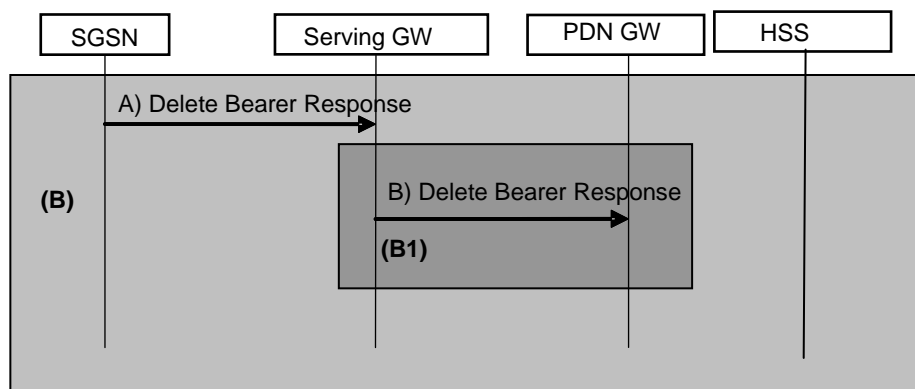 SGSN
Serving GW
PDN GW
HSS
A) Delete Bearer Response
(B)
B) Delete Bearer Response
(B1)